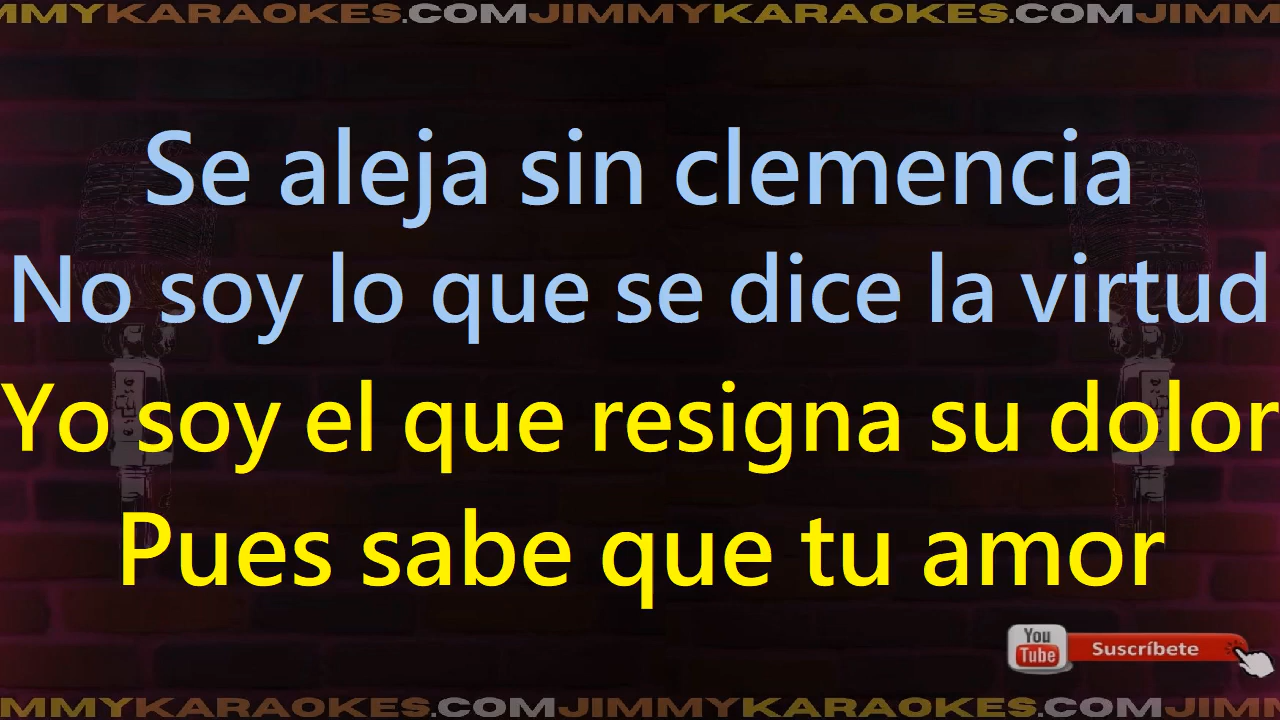 MMYKARAOKES.COMJIMMYKARAOKES.COMJIMM
Se aleja sin clemencia
No soy lo que se dice la virtud
Yo soy el que resigna su dolor
Pues sabe que tu amor
You
Tube
Suscríbete
MMYKARAOKES.COMJIMMYKARAOKES.COMJIMM